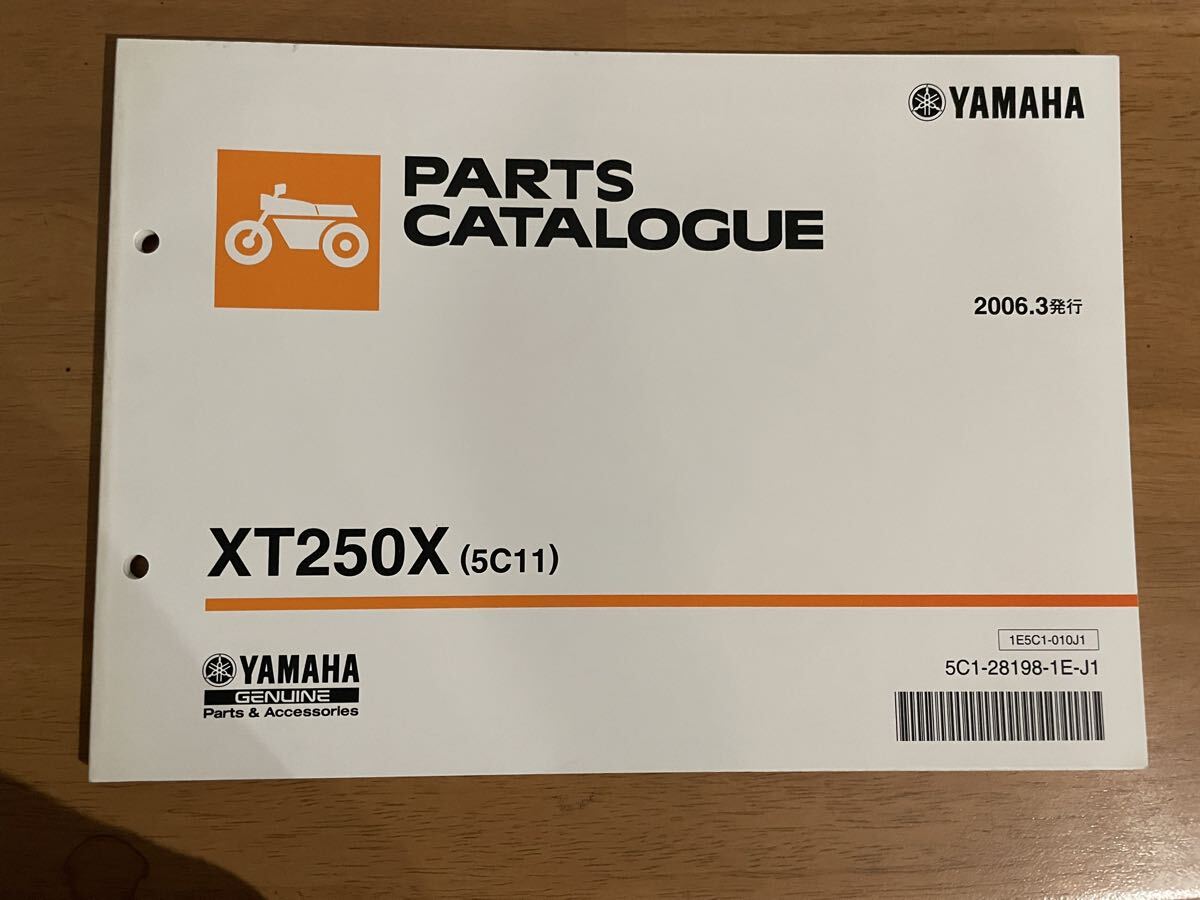 YAMAHA
PARTS
CATALOGUE
2006.3発行
XT250X (5C11)
1E5C1-010J1
5C1-28198-1E-J1
YAMAHA
GENUINE
Parts & Accessories